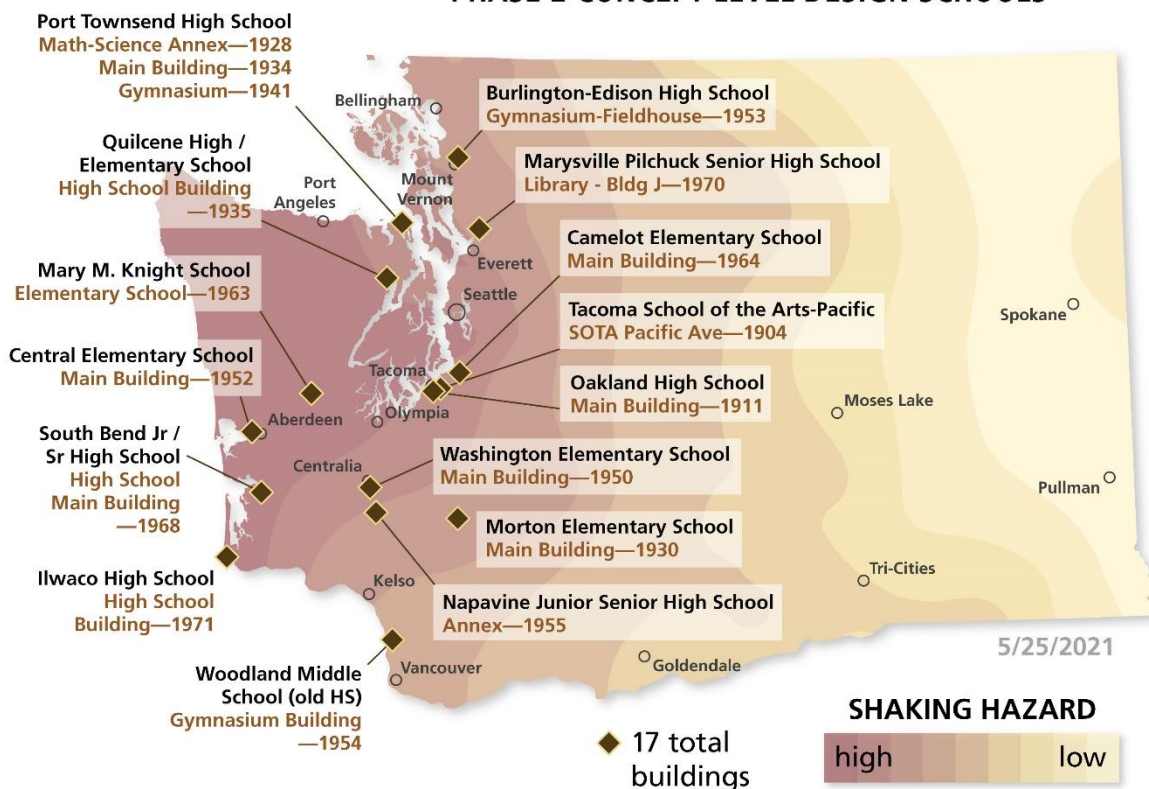 PHASE 2 CONCEPT-LEVEL DESIGN SCHOOLS
Port Townsend High School
Math-Science Annex—1928
Main Building—1934
Gymnasium—1941
Quilcene High /
Elementary School
High School Building
—1935
Mary M. Knight School
Elementary School—1963
Central Elementary School
Main Building—1952
South Bend Jr /
Sr High School
High School
Main Building
—1968
Ilwaco High School
High School
Building—1971
Woodland Middle
School (old HS)
Gymnasium Building
—1954
Burlington-Edison High School
Gymnasium-Fieldhouse—1953
Marysville Pilchuck Senior High School
Library - Bldg J—1970
Camelot Elementary School
Main Building—1964
Tacoma School of the Arts-Pacific
SOTA Pacific Ave—1904
Oakland High School
Main Building—1911
Washington Elementary School
Main Building—1950
Morton Elementary School
Main Building—1930
Napavine Junior Senior High School
Annex—1955
Bellingham
Mount
Vernon
Port
Angeles
Everett
Seattle
Tacoma
Olympia
Aberdeen
Centralia
Kelso
Vancouver
Goldendale
Tri-Cities
Moses Lake
Spokane
Pullman
5/25/2021
17 total
buildings
SHAKING HAZARD
high
low